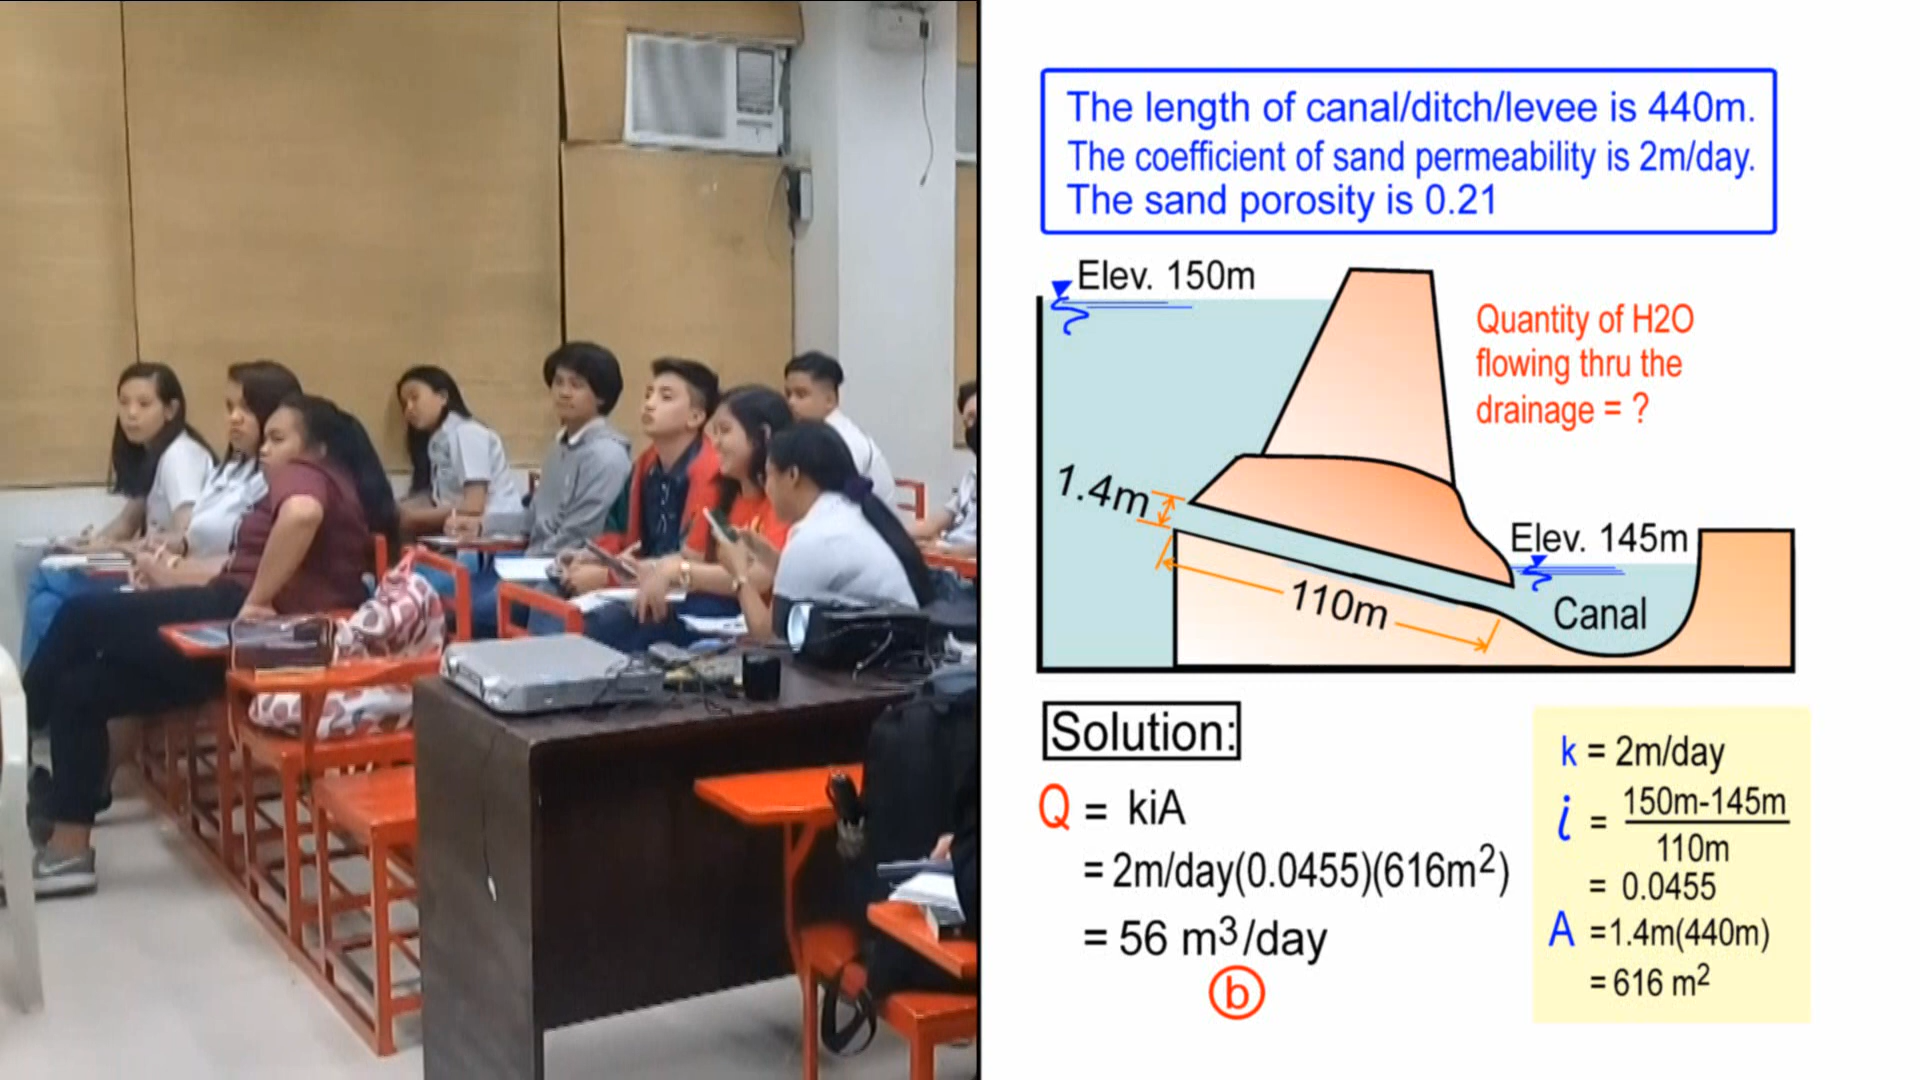 The length of canal/ditch/levee is 440m.
The coefficient of sand permeability is 2m/day.
The sand porosity is 0.21
Elev. 150m
Quantity of H2O
flowing thru the
drainage = ?
1.4m
Elev. 145m
110m
Canal
Solution:
Q = kiA
= 2m/day(0.0455)(616m²)
= 56 m³/day
b
k = 2m/day
i = 150m-145m
110m
= 0.0455
A =1.4m(440m)
= 616 m²